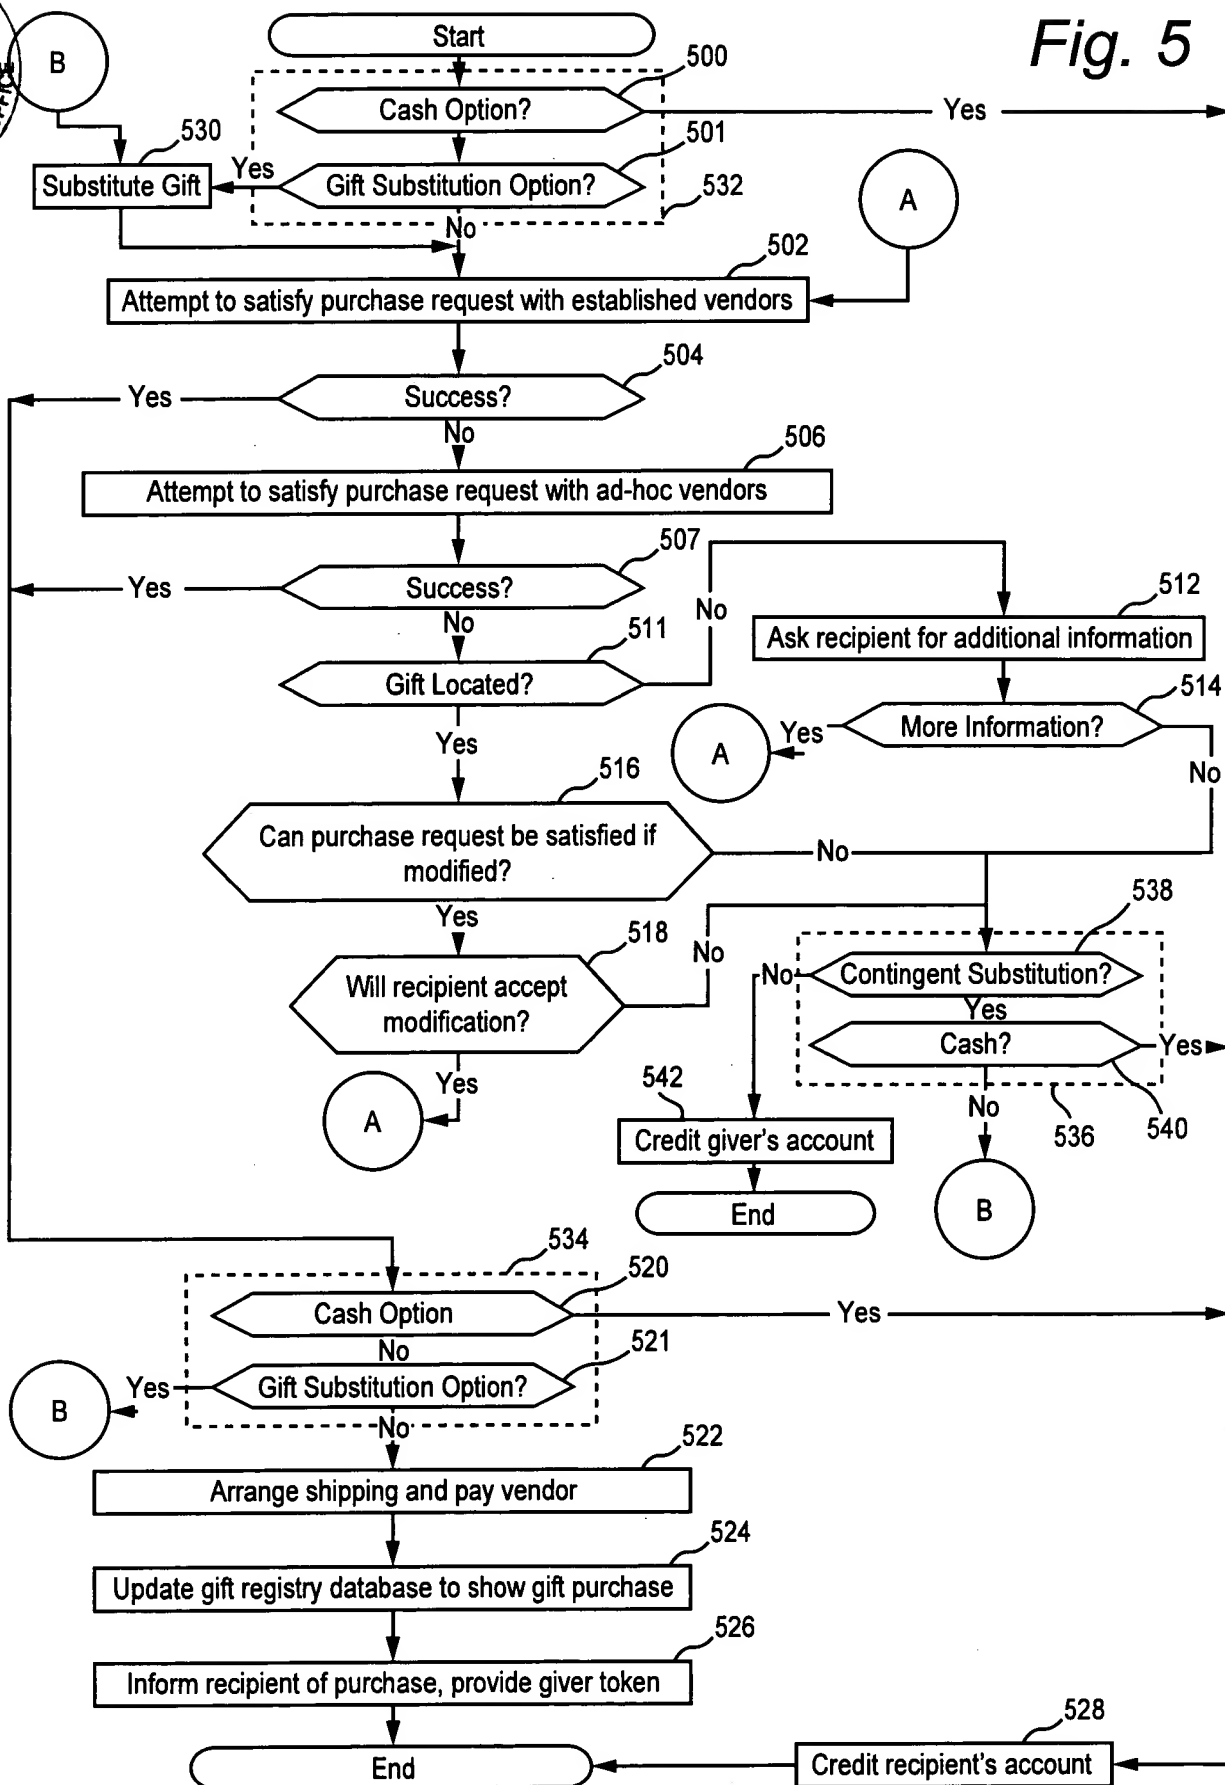 Fig. 5
B
Start
500
Cash Option?
Yes
530
501
Substitute Gift
Yes
Gift Substitution Option?
532
A
No
502
Attempt to satisfy purchase request with established vendors
504
Yes
Success?
No
506
Attempt to satisfy purchase request with ad-hoc vendors
507
Yes
Success?
No
No
512
Ask recipient for additional information
511
Gift Located?
514
More Information?
Yes
A
No
Yes
516
Can purchase request be satisfied if
modified?
No
Yes
518
Will recipient accept
modification?
No
538
No
Contingent Substitution?
Yes
Cash?
Yes
Yes
A
542
Credit giver's account
No
536
540
End
B
534
520
Cash Option
Yes
No
521
Yes
Gift Substitution Option?
B
No
522
Arrange shipping and pay vendor
524
Update gift registry database to show gift purchase
526
Inform recipient of purchase, provide giver token
528
End
Credit recipient's account